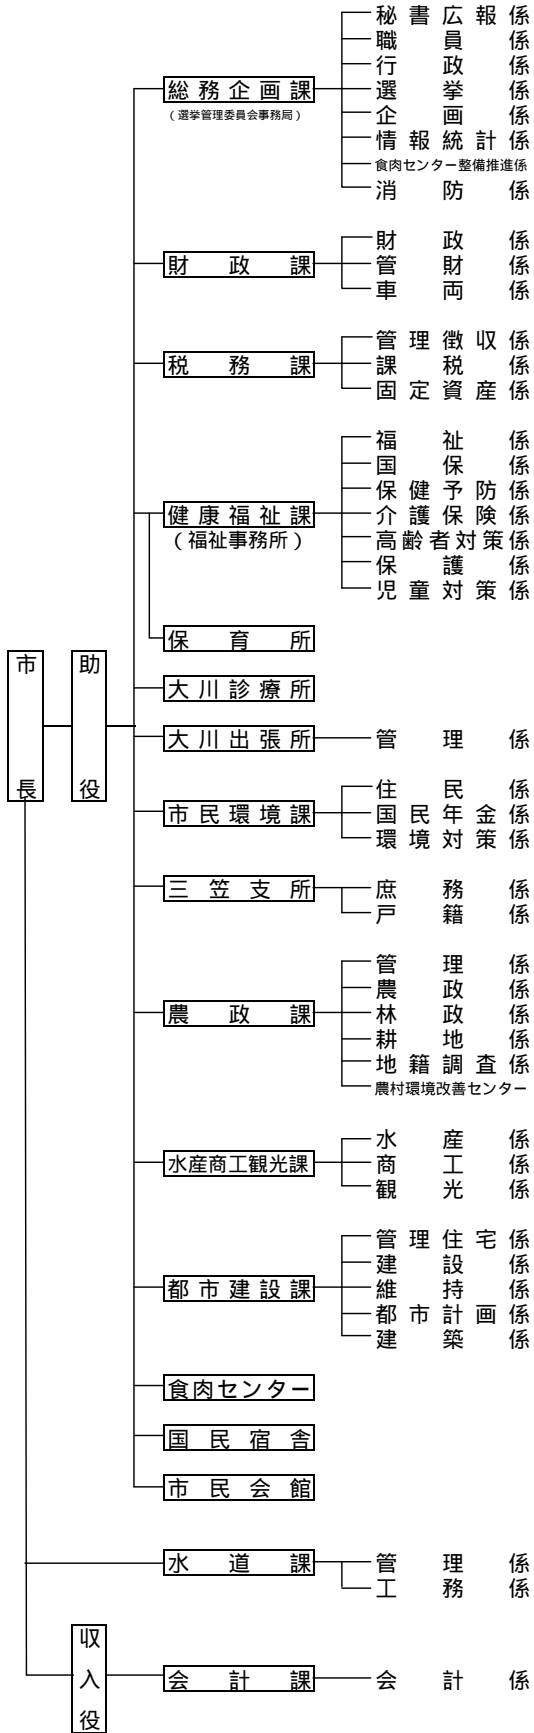 秘書広報係
職員係
行政係
総務企画課
選挙係
（選挙管理委員会事務局）
企画係
情報統計係
食肉センター整備推進係
消防係
財政係
財政課
管財係
車両係
管理徴収係
税務課
課税係
固定資産係
福祉係
国保係
保健予防係
健康福祉課
介護保険係
（福祉事務所）
高齢者対策係
保護係
児童対策係
保育所
市長
助役
大川診療所
大川出張所
管理係
住民係
市民環境課
国民年金係
環境対策係
三笠支所
庶務係
戸籍係
管理係
農政係
農政課
林政係
耕地係
地籍調査係
農村環境改善センター
水産係
水産商工観光課
商工係
観光係
管理住宅係
建設係
都市建設課
維持係
都市計画係
建築係
食肉センター
国民宿舎
市民会館
水道課
管理係
工務係
収入役
会計課
会計係